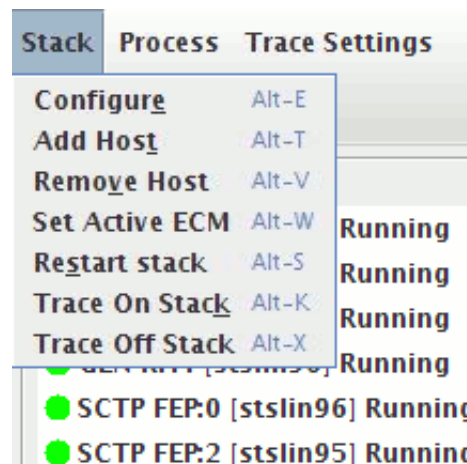 Stack Process Trace Settings
Configure Alt-E
Add Host Alt-T
Remove Host Alt-V
Set Active ECM Alt-W
Running
Restart stack Alt-S
Running
Trace On Stack Alt-K
Running
Trace Off Stack Alt-X
Running
SCTP FEP:0 [stslin96] Running
SCTP FEP:2 [stslin95] Running